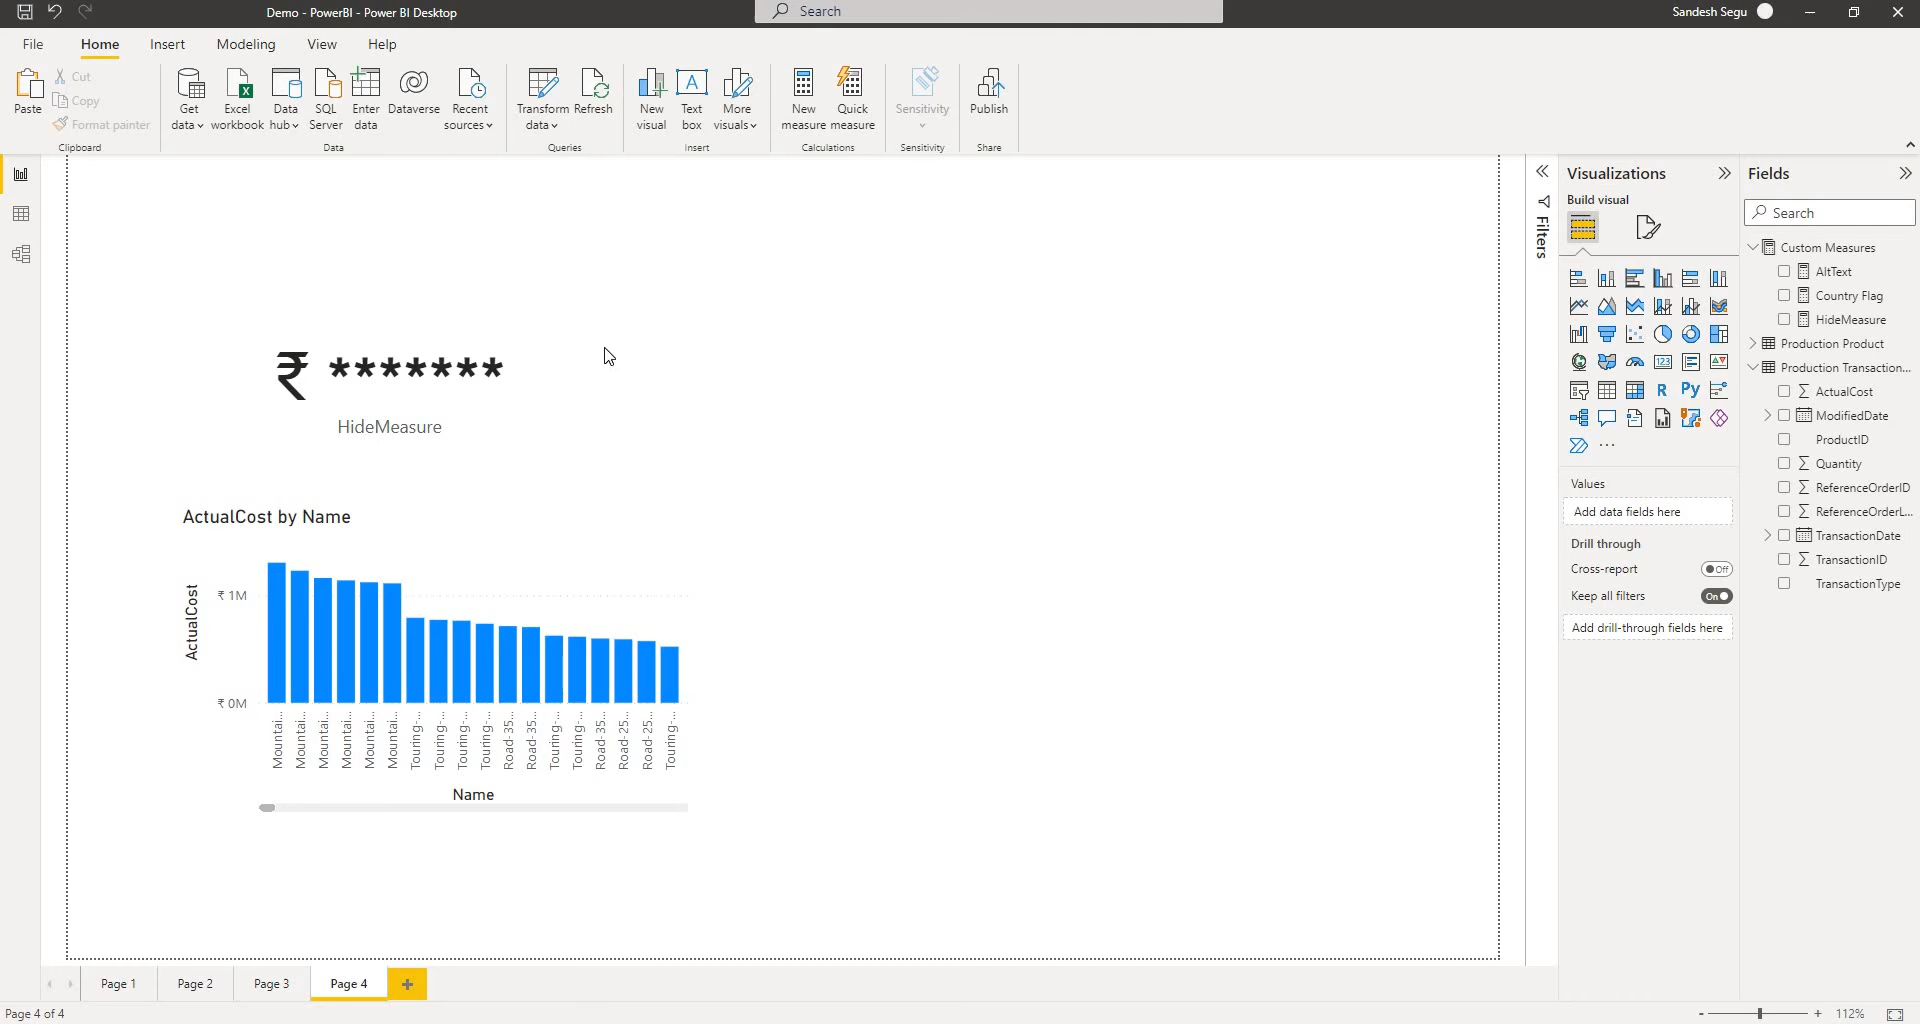 Demo - PowerBI - Power BI Desktop
Search
Sandesh Segu
File
Home
Insert
Modeling
View
Help
Paste
Cut
Copy
Format painter
Clipboard
Get data
Excel workbook
Data hub
SQL Server
Enter data
Dataverse
Recent sources
Data
Transform data
Refresh
Queries
New visual
Text box
More visuals
Insert
New measure
Quick measure
Calculations
Sensitivity
Sensitivity
Publish
Share
₹ *******
HideMeasure
ActualCost by Name
ActualCost
₹ 1M
₹ 0M
Mountai...
Mountai...
Mountai...
Mountai...
Mountai...
Mountai...
Touring-...
Touring-...
Touring-...
Touring-...
Road-35...
Road-35...
Touring-...
Touring-...
Road-35...
Road-25...
Road-25...
Touring-...
Name
Filters
Visualizations
Build visual
123
R
Py
...
Values
Add data fields here
Drill through
Cross-report
Off
Keep all filters
On
Add drill-through fields here
Fields
Search
Custom Measures
AltText
Country Flag
HideMeasure
Production Product
Production Transaction...
ActualCost
ModifiedDate
ProductID
Quantity
ReferenceOrderID
ReferenceOrderL...
TransactionDate
TransactionID
TransactionType
Page 1
Page 2
Page 3
Page 4
+
Page 4 of 4
- + 112%